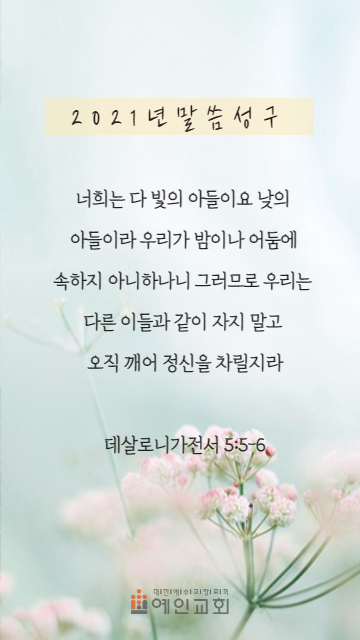 2021년말씀성구
너희는 다 빛의 아들이요 낮의
아들이라 우리가 밤이나 어둠에
속하지 아니하나니 그러므로 우리는
다른 이들과 같이 자지 말고
오직 깨어 정신을 차릴지라
데살로니가전서 5:5-6
예인교회